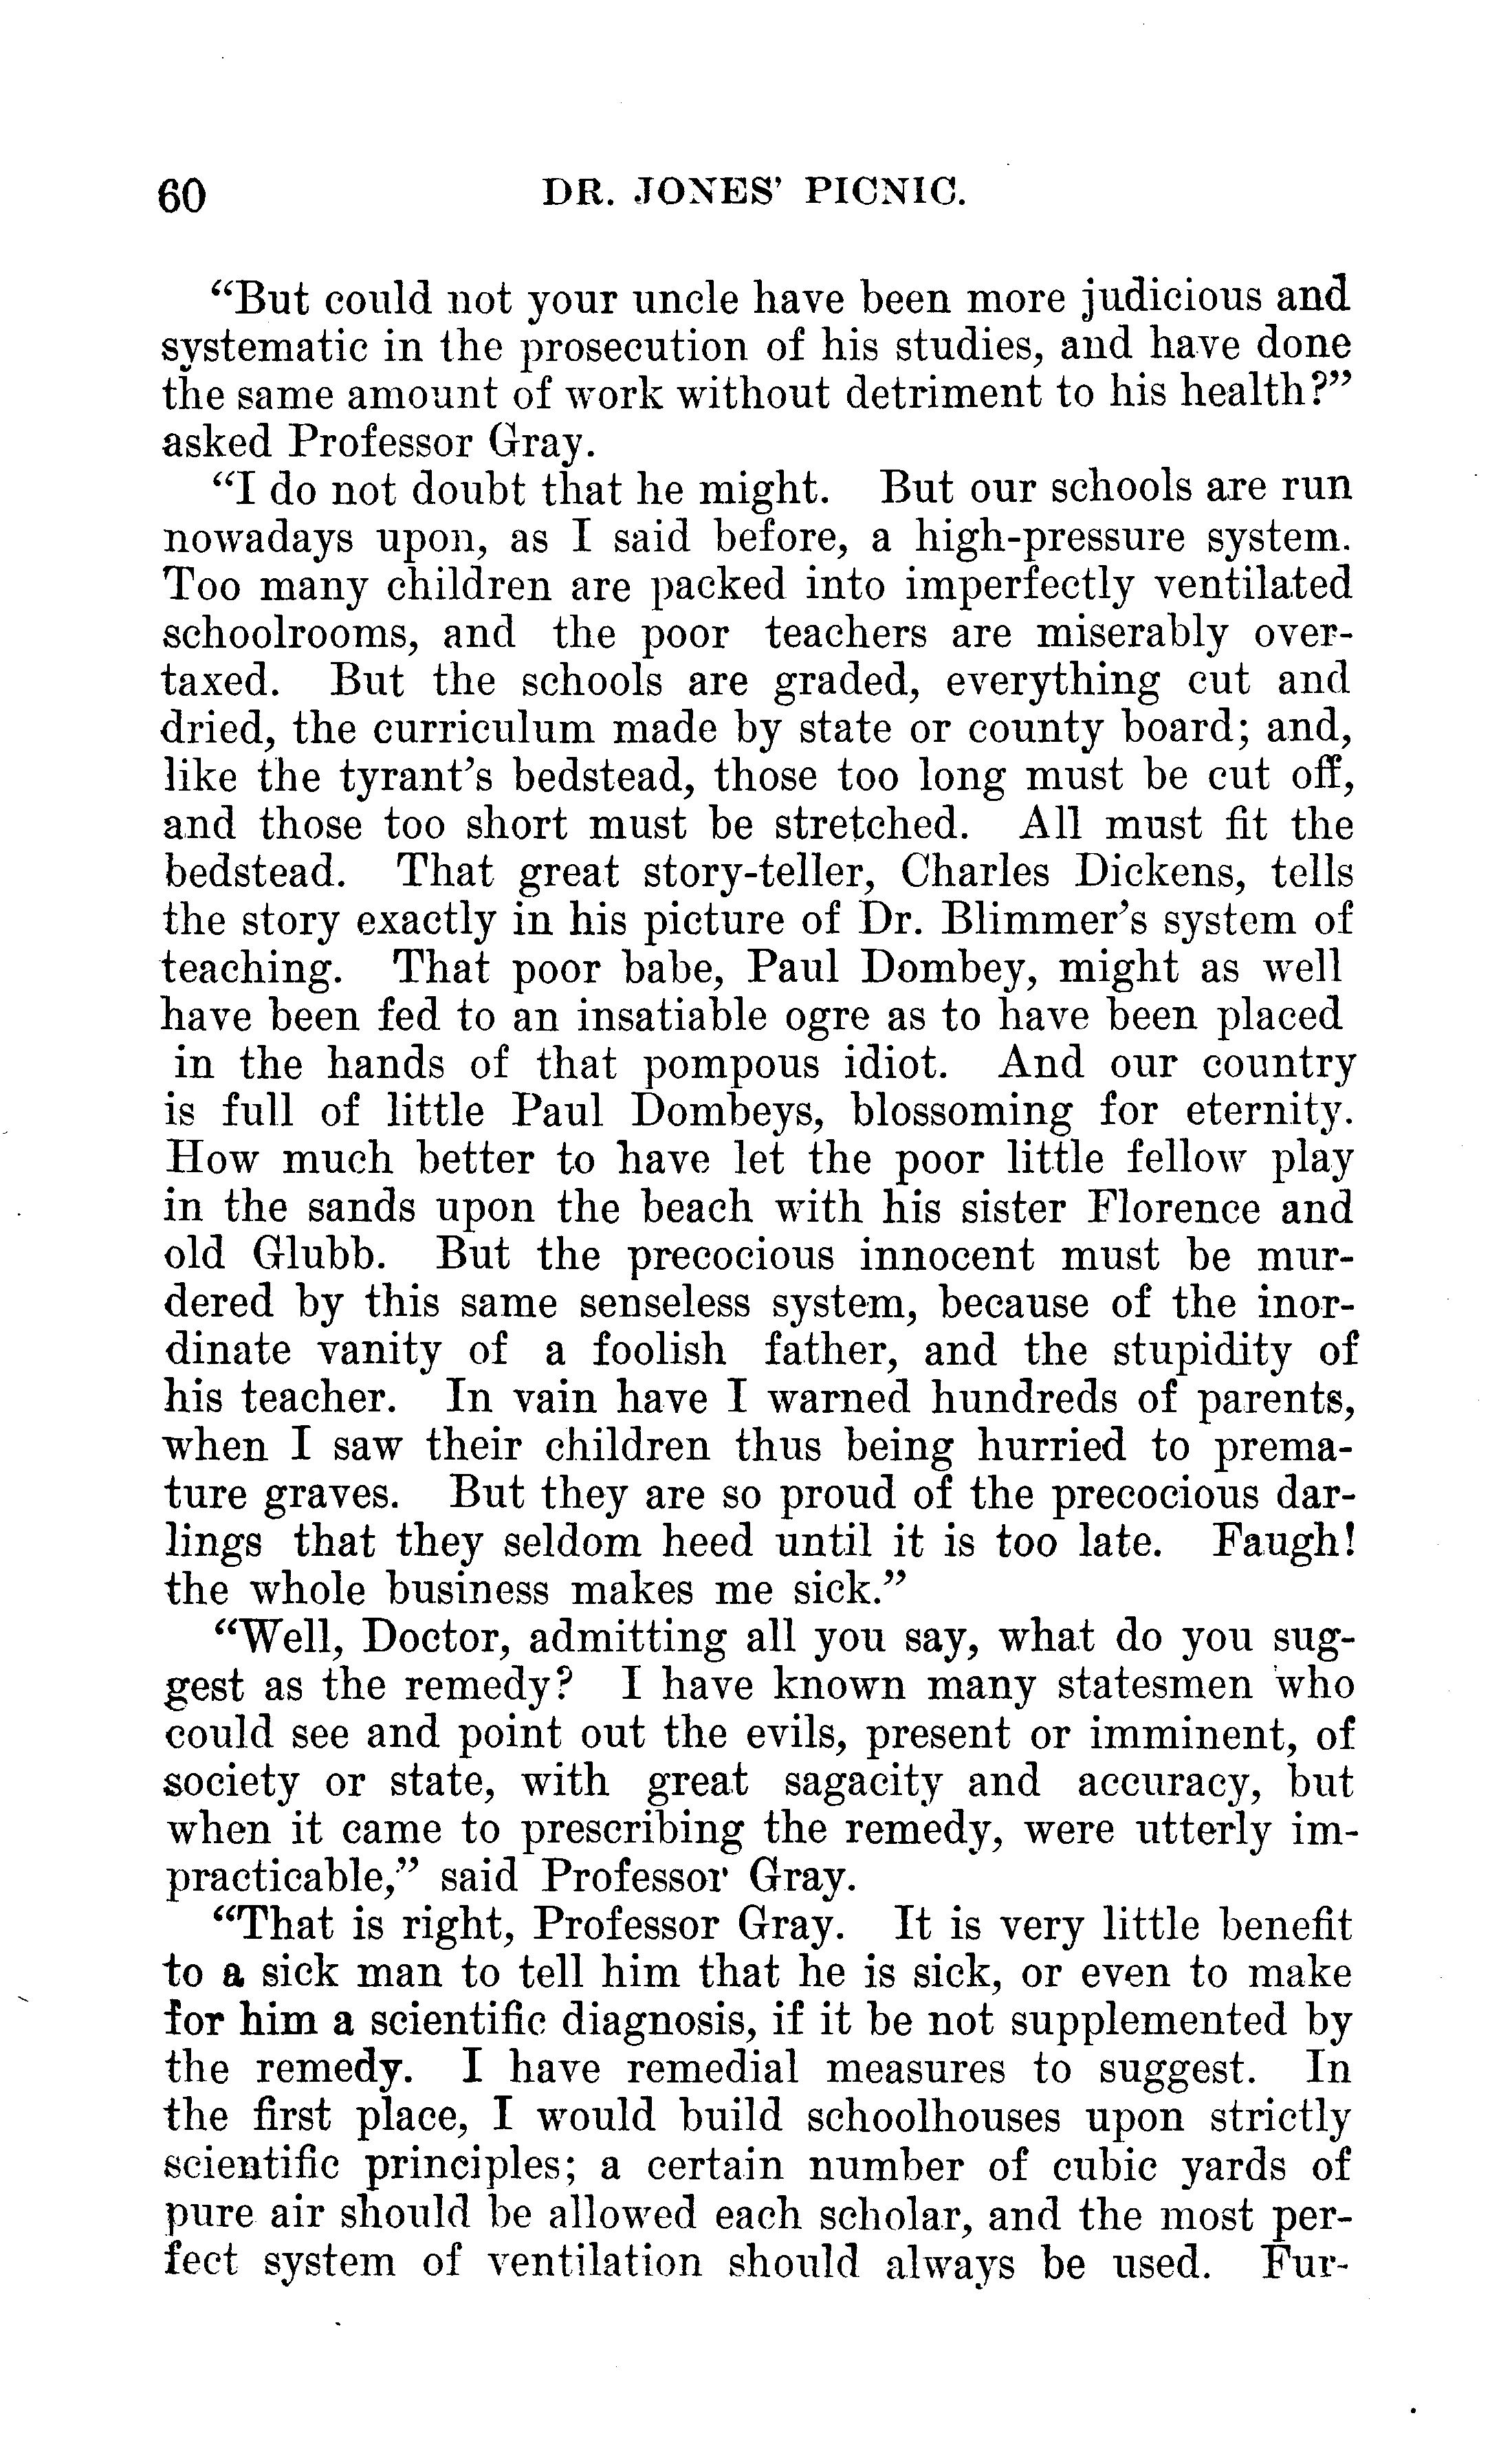 60 DR. JONES' PICNIC.
“But could not your uncle have been more judicious and
systematic in the prosecution of his studies, and have done
the same amount of work without detriment to his health?”
asked Professor Gray.
“I do not doubt that he might. But our schools are run
nowadays upon, as I said before, a high-pressure system.
Too many children are packed into imperfectly ventilated
schoolrooms, and the poor teachers are miserably over-
taxed. But the schools are graded, everything cut and
dried, the curriculum made by state or county board; and,
like the tyrant's bedstead, those too long must be cut off,
and those too short must be stretched. All must fit the
bedstead. That great story-teller, Charles Dickens, tells
the story exactly in his picture of Dr. Blimmer's system of
teaching. That poor babe, Paul Dombey, might as well
have been fed to an insatiable ogre as to have been placed
in the hands of that pompous idiot. And our country
is full of little Paul Dombeys, blossoming for eternity.
How much better to have let the poor little fellow play
in the sands upon the beach with his sister Florence and
old Glubb. But the precocious innocent must be mur-
dered by this same senseless system, because of the inor-
dinate vanity of a foolish father, and the stupidity of
his teacher. In vain have I warned hundreds of parents,
when I saw their children thus being hurried to prema-
ture graves. But they are so proud of the precocious dar-
lings that they seldom heed until it is too late. Faugh!
the whole business makes me sick.”
“Well, Doctor, admitting all you say, what do you sug-
gest as the remedy? I have known many statesmen who
could see and point out the evils, present or imminent, of
society or state, with great sagacity and accuracy, but
when it came to prescribing the remedy, were utterly im-
practicable,” said Professor Gray.
“That is right, Professor Gray. It is very little benefit
to a sick man to tell him that he is sick, or even to make
for him a scientific diagnosis, if it be not supplemented by
the remedy. I have remedial measures to suggest. In
the first place, I would build schoolhouses upon strictly
scientific principles; a certain number of cubic yards of
pure air should be allowed each scholar, and the most per-
fect system of ventilation should always be used. Fur-